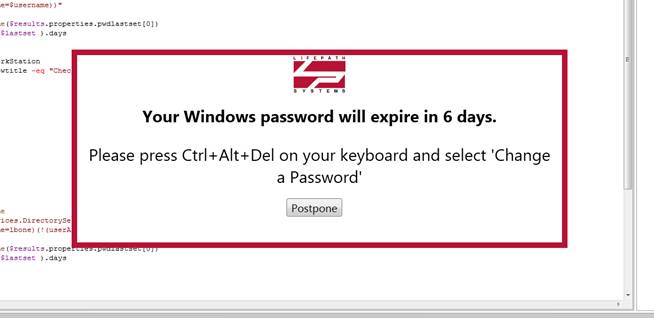 e=$username))"
e($results.properties.pwdlastset[0])
$lastset ).days
rkStation
wtitle -eq "Chec
LIFEPATH
SYSTEMS
Your Windows password will expire in 6 days.
Please press Ctrl+Alt+Del on your keyboard and select 'Change
a Password'
Postpone
e
ices.DirectorySe
e=lbone)(!(userA
e($results.properties.pwdlastset[0])
$lastset ).days